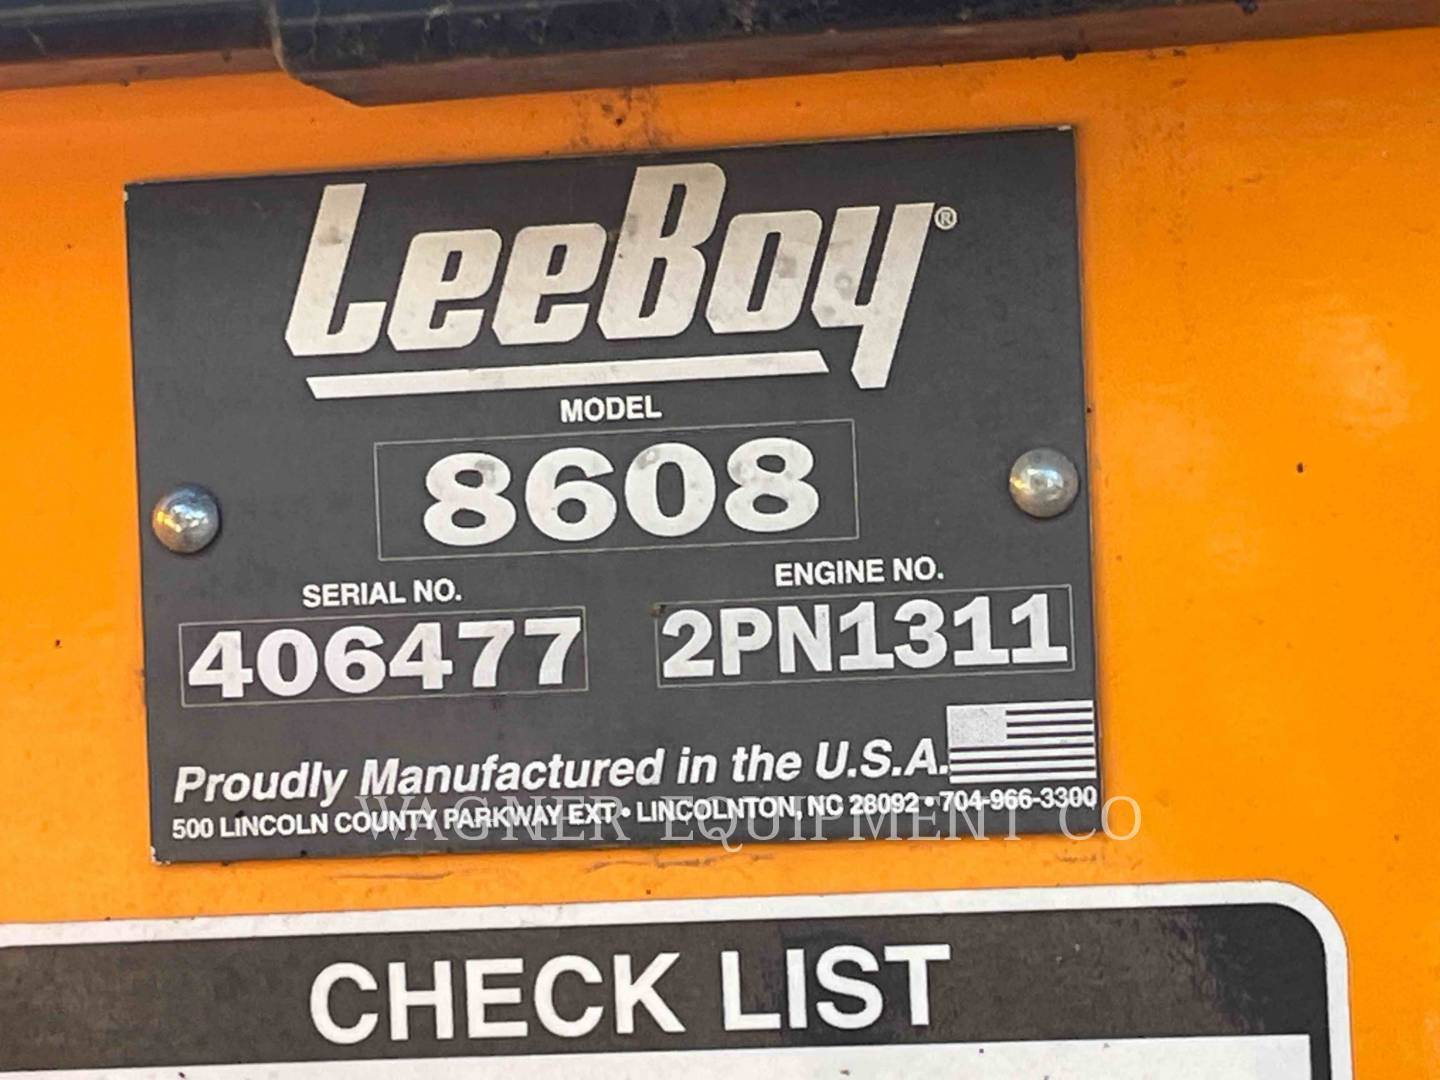 LeeBoy®
MODEL
8608
SERIAL NO. ENGINE NO.
406477 2PN1311
Proudly Manufactured in the U.S.A.
500 LINCOLN COUNTY PARKWAY EXT • LINCOLNTON, NC 28092 • 704-966-3300
WAGNER EQUIPMENT CO
CHECK LIST